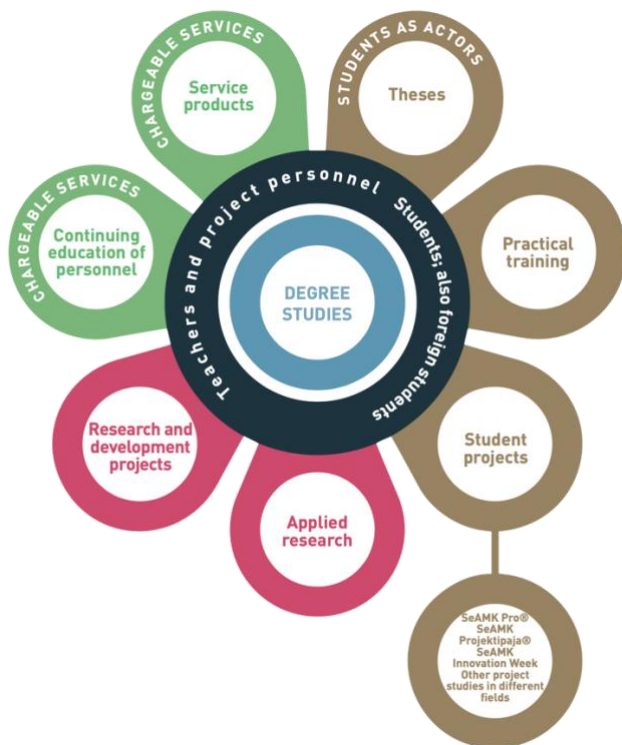 CHARGEABLE SERVICES
Service
products
STUDENTS AS ACTORS
Theses
CHARGEABLE SERVICES
Continuing
education of
personnel
Teachers and project personnel
Students; also foreign students
DEGREE
STUDIES
Practical
training
Research and
development
projects
Applied
research
Student
projects
SeAMK Pro®
SeAMK
Projektipaja®
SeAMK
Innovation Week
Other project
studies in different
fields